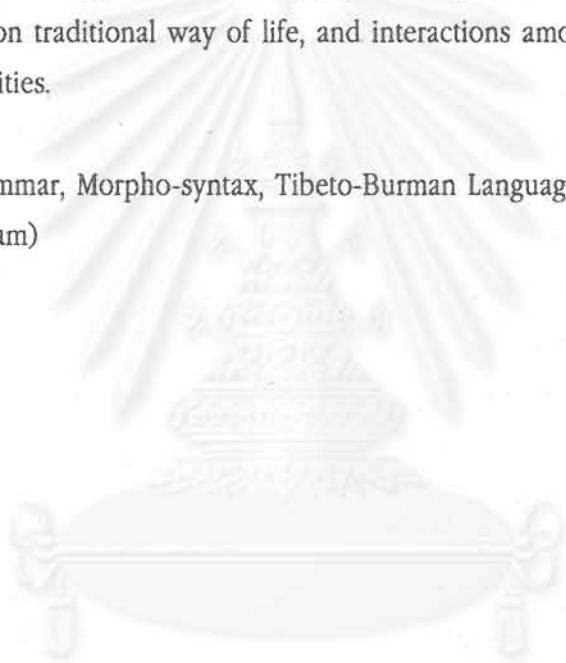 on traditional way of life, and interactions amo
ities.
mmar, Morpho-syntax, Tibeto-Burman Languag
am)